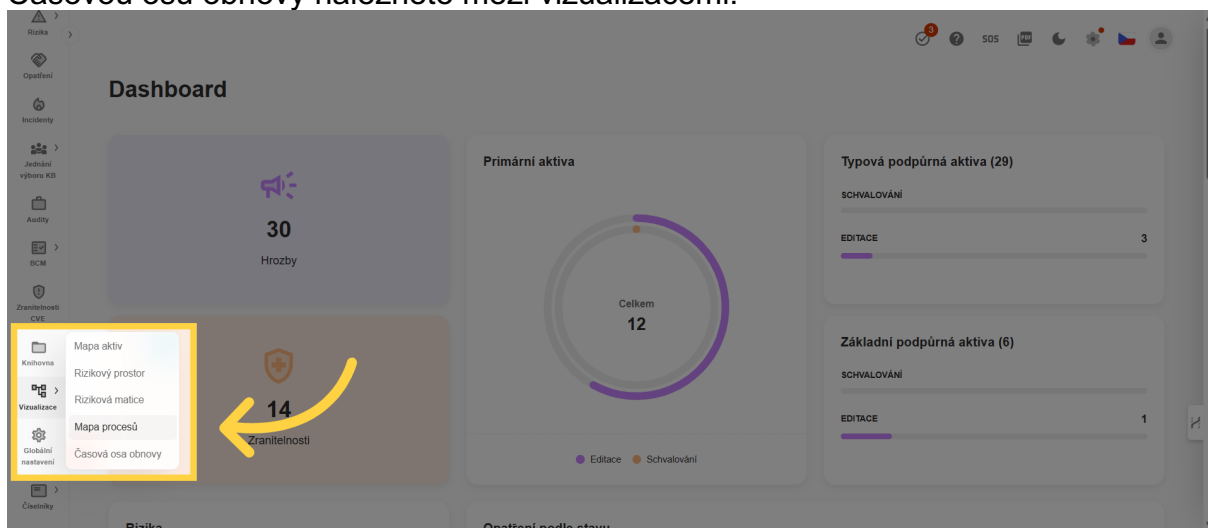 Časovou osu obnovy naleznete mezi vizualizacemi.
Rizika
3
SOS
PDF
Opatření
Dashboard
Incidenty
Jednání
výboru KB
Audity
BCM
Zranitelnosti
CVE
Knihovna
Vizualizace
Globální
nastavení
Číselníky
Mapa aktiv
Rizikový prostor
Riziková matice
Mapa procesů
Časová osa obnovy
30
Hrozby
14
Zranitelnosti
Primární aktiva
Celkem
12
Editace
Schvalování
Typová podpůrná aktiva (29)
SCHVALOVÁNÍ
EDITACE 3
Základní podpůrná aktiva (6)
SCHVALOVÁNÍ
EDITACE 1
Rizika
Opatření podle stavu